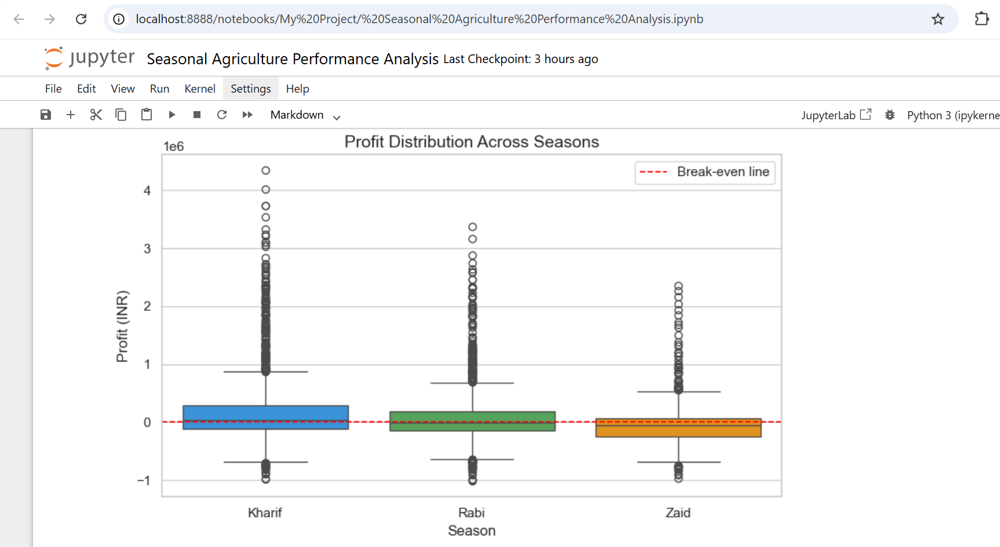 localhost:8888/notebooks/My%20Project/%20Seasonal%20Agriculture%20Performance%20Analysis.ipynb
jupyter Seasonal Agriculture Performance Analysis Last Checkpoint: 3 hours ago
File Edit View Run Kernel Settings Help
Markdown JupyterLab Python 3 (ipykerne
Profit Distribution Across Seasons
1e6
Break-even line
4
3
2
1
0
−1
Profit (INR)
Kharif Rabi Zaid
Season